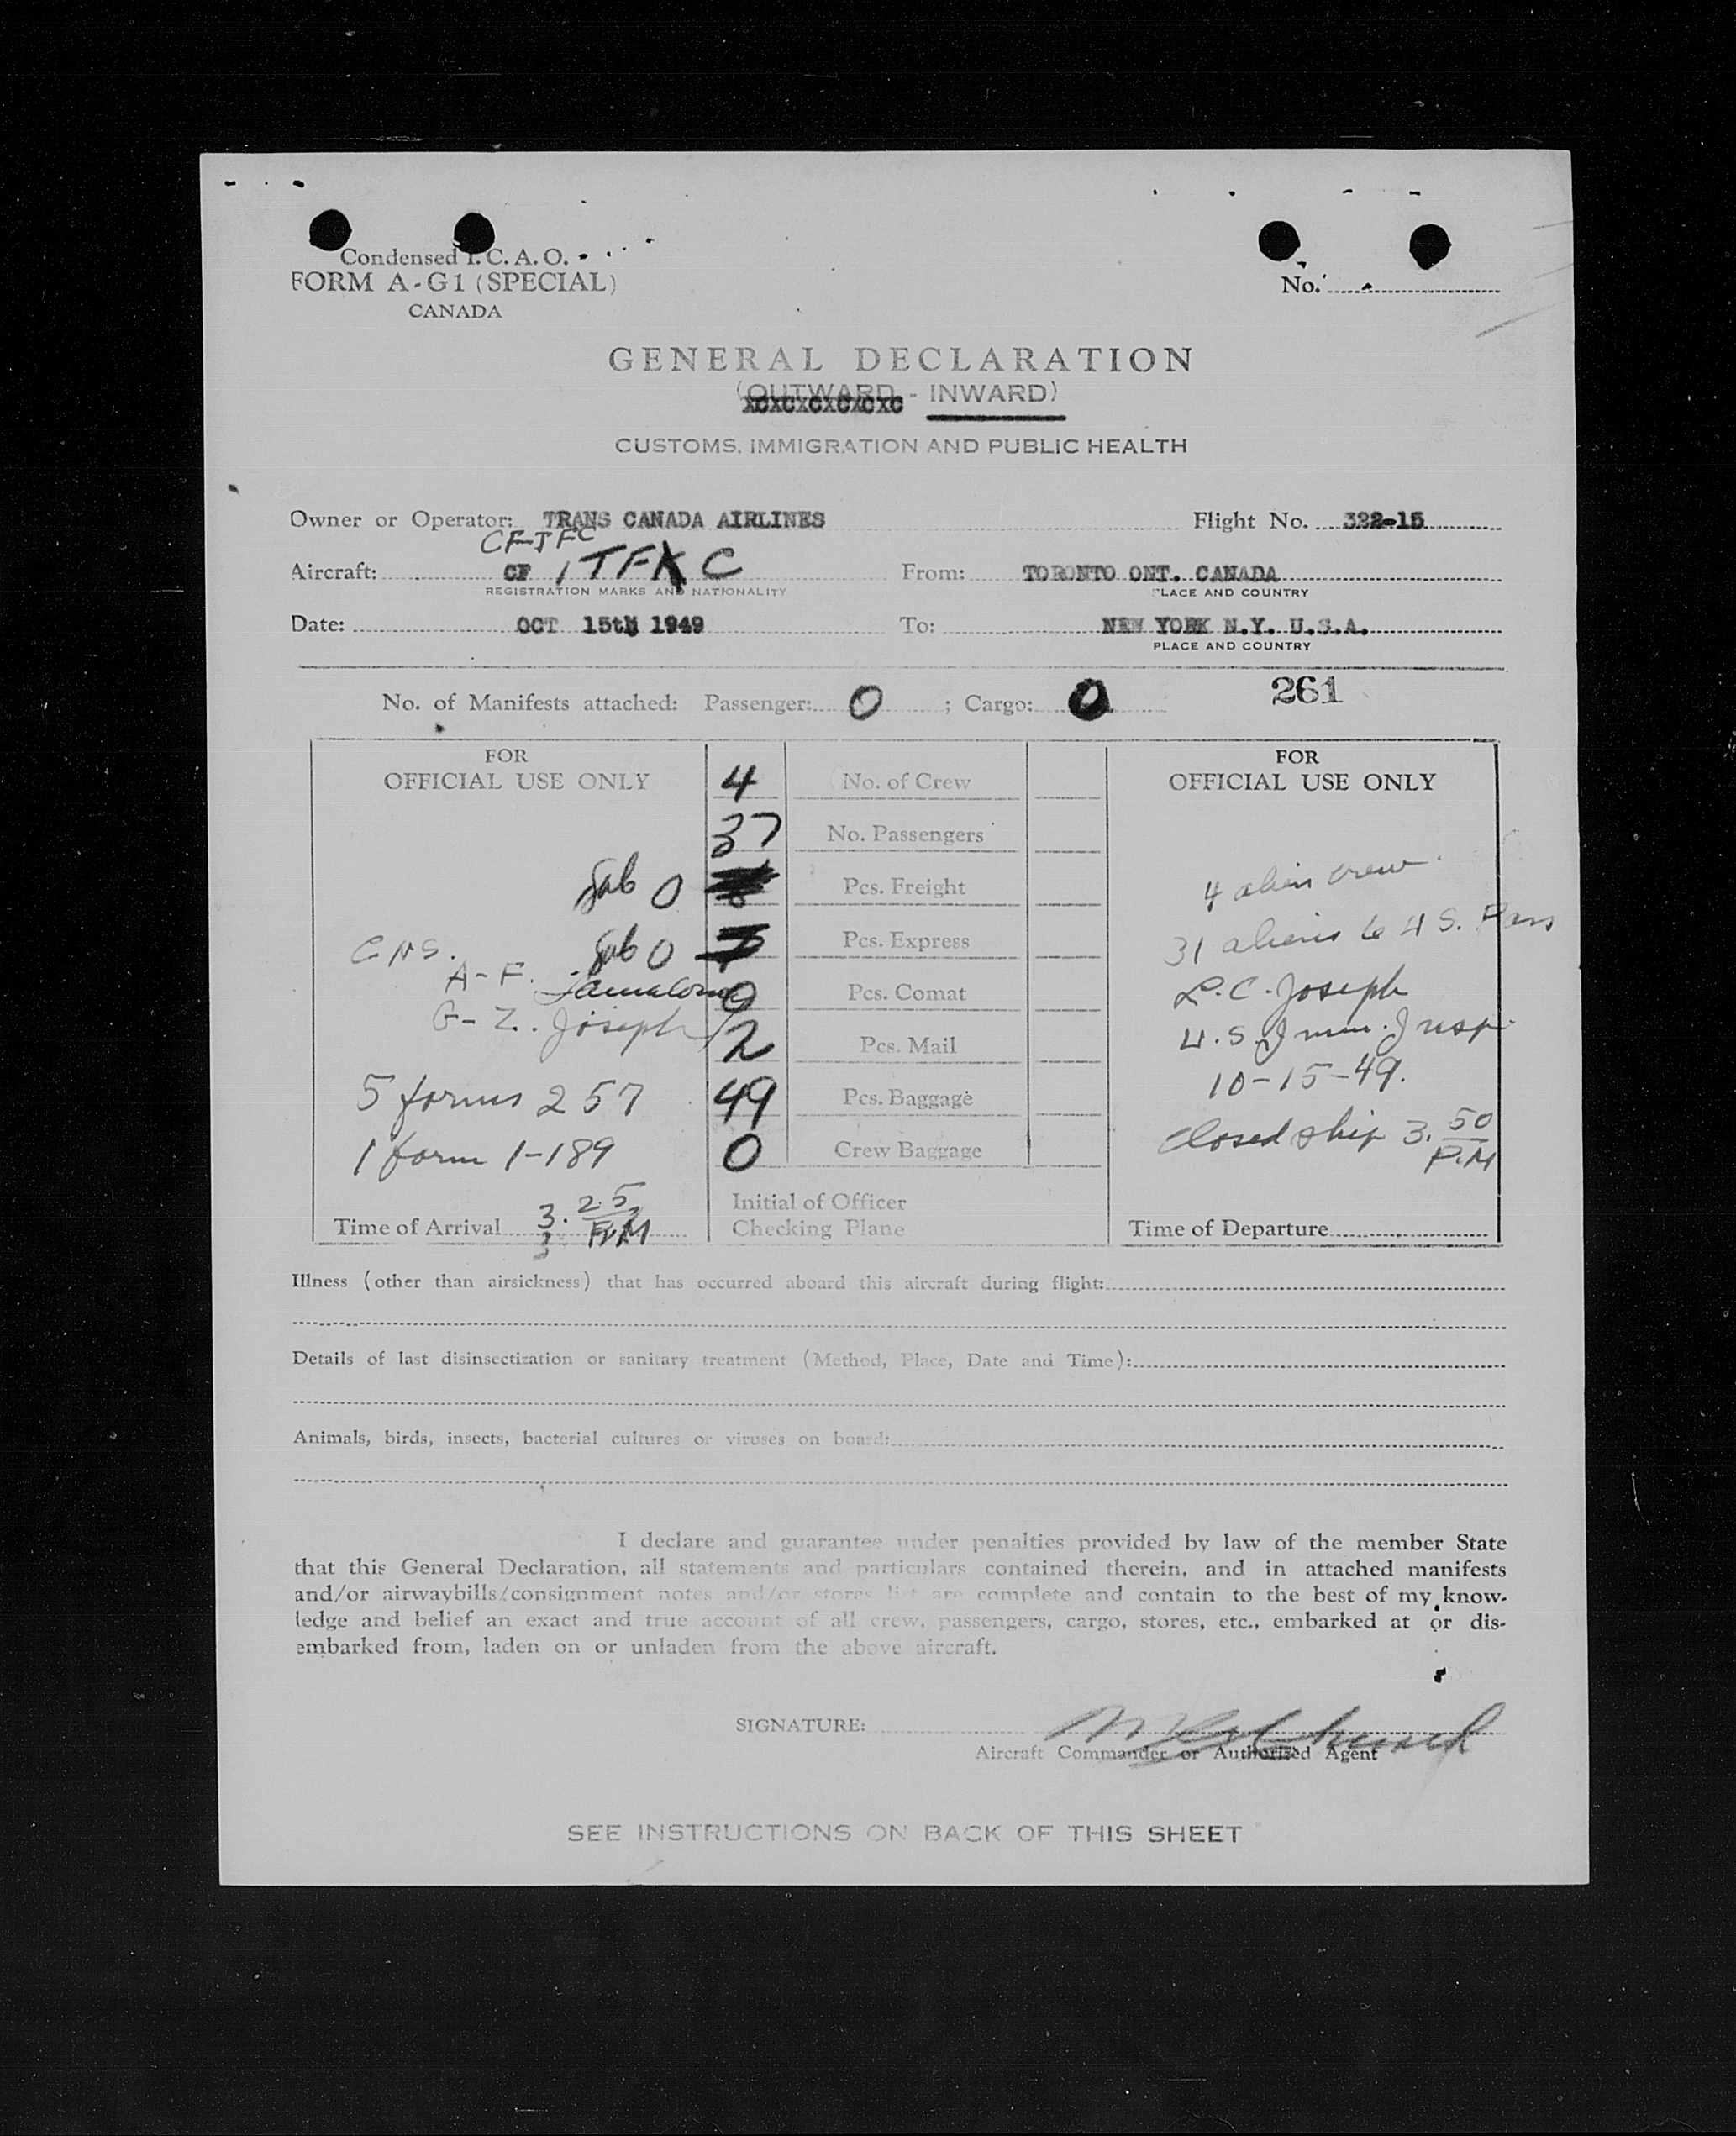 Condensed I. C. A. O.
FORM A-G1 (SPECIAL)
CANADA
No.
GENERAL DECLARATION
(OUTWARD - INWARD)
CUSTOMS, IMMIGRATION AND PUBLIC HEALTH
Owner or Operator: TRANS CANADA AIRLINES Flight No. 322-15
CF-TFC
Aircraft: CF TFC From: TORONTO ONT. CANADA
REGISTRATION MARKS AND NATIONALITY PLACE AND COUNTRY
Date: OCT 15th 1949 To: NEW YORK N.Y. U.S.A.
PLACE AND COUNTRY
No. of Manifests attached: Passenger: 0 ; Cargo: 0 261
FOR FOR
OFFICIAL USE ONLY 4 No. of Crew OFFICIAL USE ONLY
37 No. Passengers
0 Pcs. Freight 4 alien crew
C N S. 0 Pcs. Express 31 aliens 6 U S. Pass
A-F. 0 Pcs. Comat L. C. Joseph
G-Z. Joseph 2 Pcs. Mail U. S. Imm. Insp.
10-15-49.
5 forms 257 49 Pcs. Baggage
1 form 1-189 0 Crew Baggage closed ship 3.50 P.M
Initial of Officer
Time of Arrival 3.25 P.M Checking Plane Time of Departure
Illness (other than airsickness) that has occurred aboard this aircraft during flight:
Details of last disinsectization or sanitary treatment (Method, Place, Date and Time):
Animals, birds, insects, bacterial cultures or viruses on board:
I declare and guarantee under penalties provided by law of the member State
that this General Declaration, all statements and particulars contained therein, and in attached manifests
and/or airwaybills/consignment notes and/or stores list are complete and contain to the best of my know-
ledge and belief an exact and true account of all crew, passengers, cargo, stores, etc., embarked at or dis-
embarked from, laden on or unladen from the above aircraft.
SIGNATURE:
Aircraft Commander or Authorized Agent
SEE INSTRUCTIONS ON BACK OF THIS SHEET